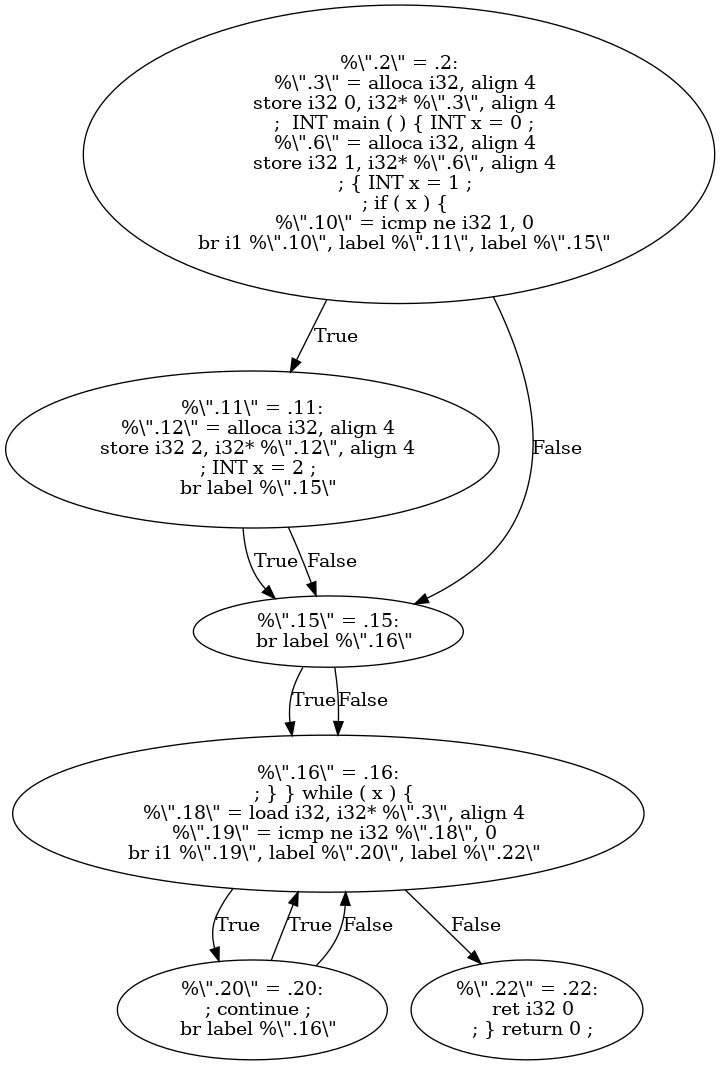 %\".2\" = .2:
%\".3\" = alloca i32, align 4
store i32 0, i32* %\".3\", align 4
;  INT main ( ) { INT x = 0 ;
%\".6\" = alloca i32, align 4
store i32 1, i32* %\".6\", align 4
; { INT x = 1 ;
; if ( x ) {
%\".10\" = icmp ne i32 1, 0
br i1 %\".10\", label %\".11\", label %\".15\"
True
False
%\".11\" = .11:
%\".12\" = alloca i32, align 4
store i32 2, i32* %\".12\", align 4
; INT x = 2 ;
br label %\".15\"
True
False
%\".15\" = .15:
br label %\".16\"
True
False
%\".16\" = .16:
; } } while ( x ) {
%\".18\" = load i32, i32* %\".3\", align 4
%\".19\" = icmp ne i32 %\".18\", 0
br i1 %\".19\", label %\".20\", label %\".22\"
True
True
False
False
%\".20\" = .20:
; continue ;
br label %\".16\"
%\".22\" = .22:
ret i32 0
; } return 0 ;